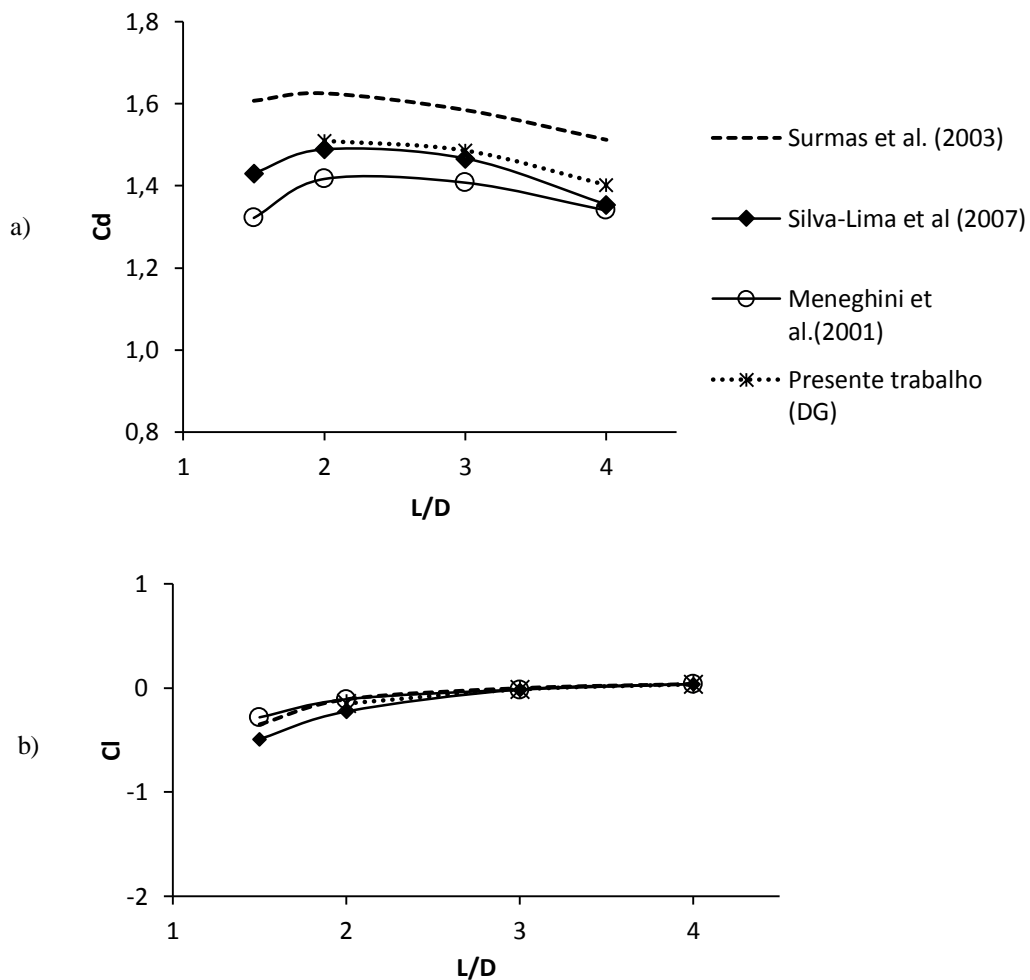 a)
Cd
1,8
1,6
1,4
1,2
1,0
0,8
1 2 3 4
L/D
Surmas et al. (2003)
Silva-Lima et al (2007)
Meneghini et
al.(2001)
Presente trabalho
(DG)
b)
Cl
1
0
-1
-2
1 2 3 4
L/D